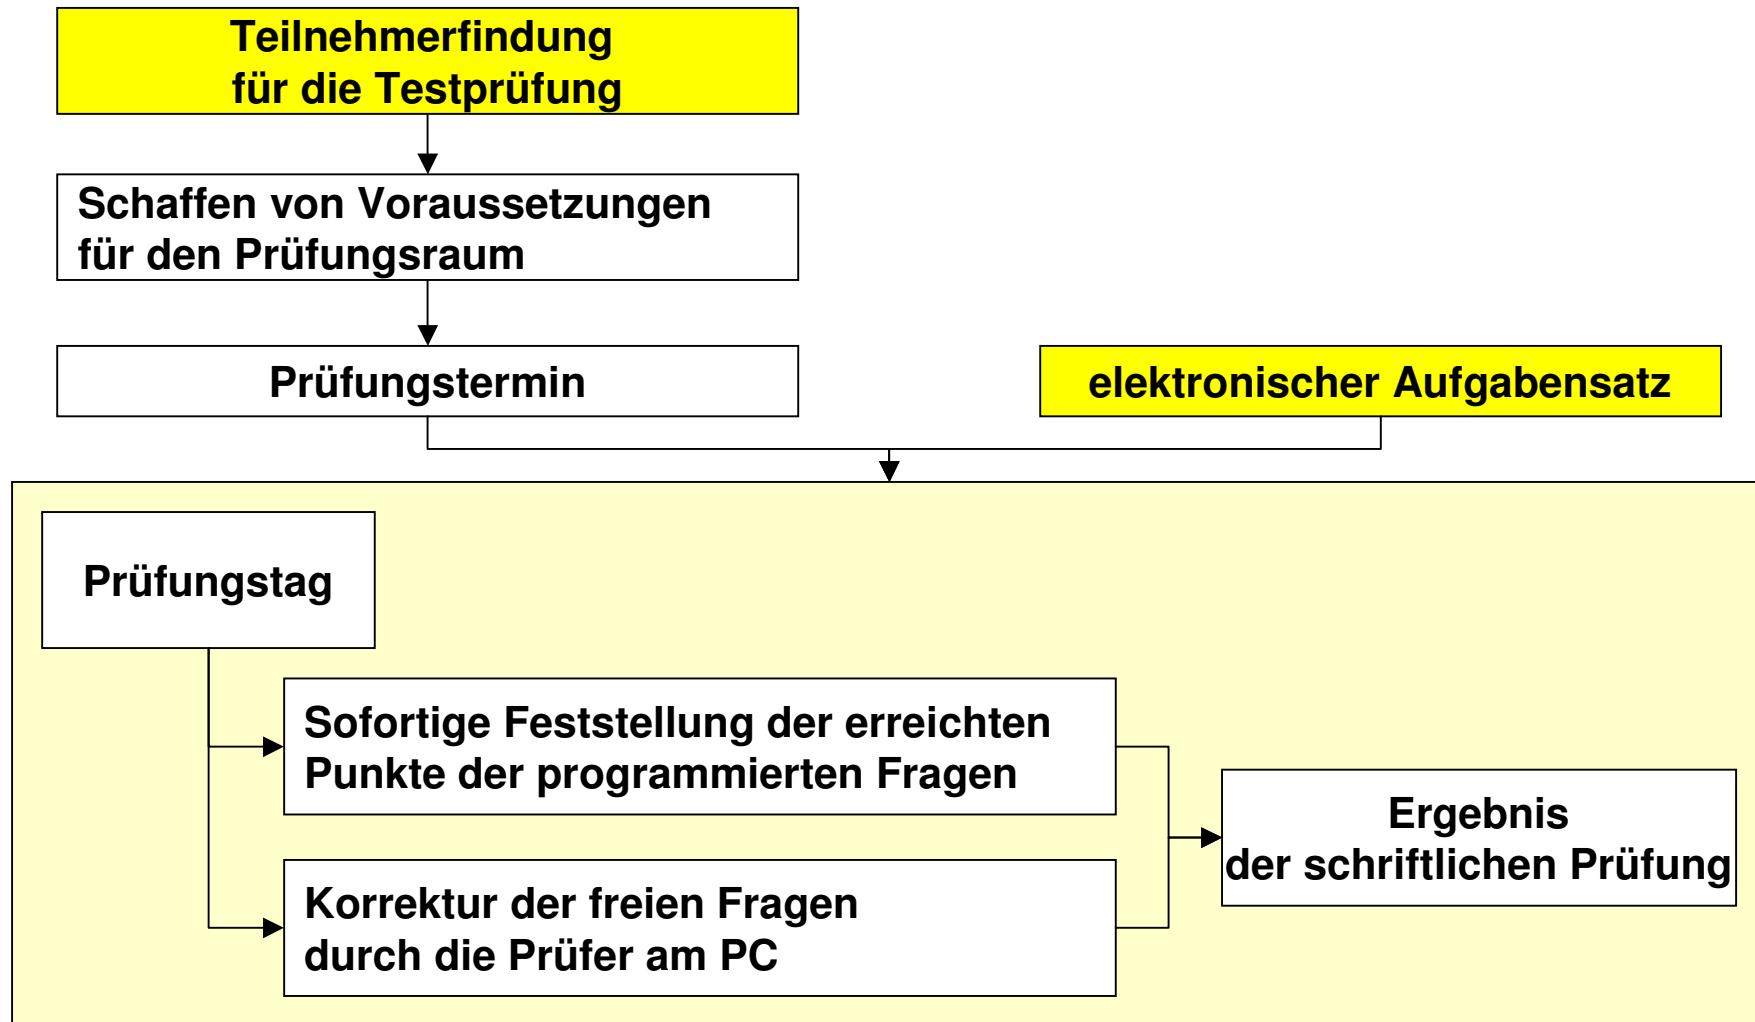 Teilnehmerfindung
für die Testprüfung
Schaffen von Voraussetzungen
für den Prüfungsraum
Prüfungstermin
elektronischer Aufgabensatz
Prüfungstag
Sofortige Feststellung der erreichten
Punkte der programmierten Fragen
Korrektur der freien Fragen
durch die Prüfer am PC
Ergebnis
der schriftlichen Prüfung